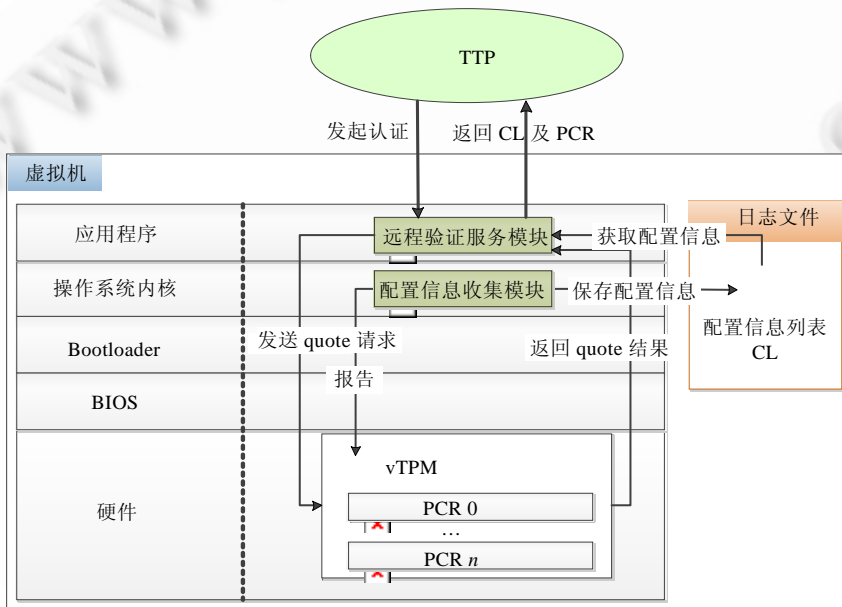 TTP
发起认证
返回 CL 及 PCR
虚拟机
日志文件
应用程序
远程验证服务模块
获取配置信息
操作系统内核
配置信息收集模块
保存配置信息
配置信息列表
CL
Bootloader
发送 quote 请求
返回 quote 结果
报告
BIOS
硬件
vTPM
PCR 0
…
PCR n